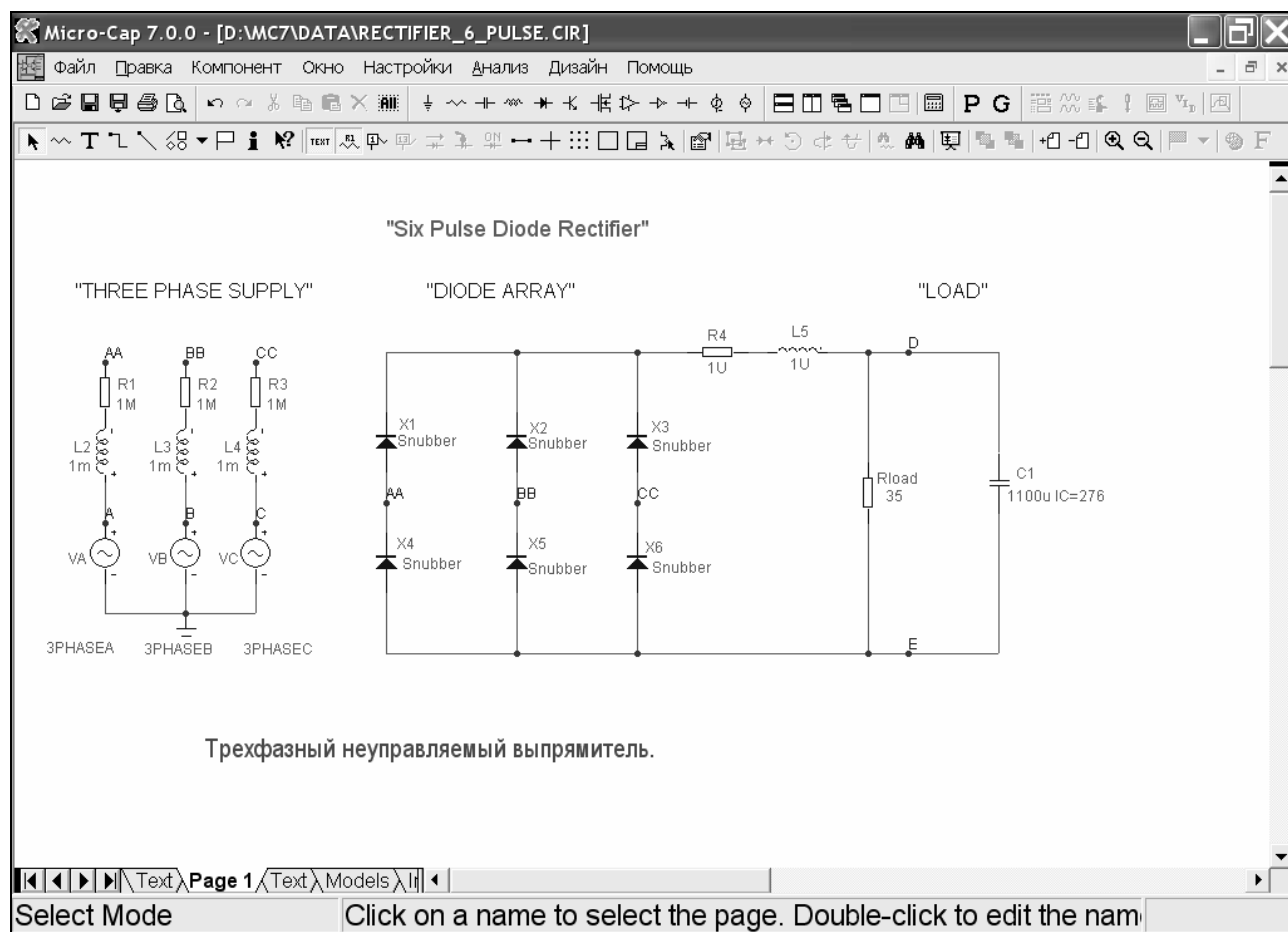 Micro-Cap 7.0.0 - [D:\MC7\DATA\RECTIFIER_6_PULSE.CIR]
Файл Правка Компонент Окно Настройки Анализ Дизайн Помощь
"Six Pulse Diode Rectifier"
"THREE PHASE SUPPLY" "DIODE ARRAY" "LOAD"
AA BB CC
R1 R2 R3
1M 1M 1M
L2 L3 L4
1m 1m 1m
A B C
VA VB VC
3PHASEA 3PHASEB 3PHASEC
R4 L5
1U 1U
D
X1 X2 X3
Snubber Snubber Snubber
AA BB CC
X4 X5 X6
Snubber Snubber Snubber
Rload
35
C1
1100u IC=276
E
Трехфазный неуправляемый выпрямитель.
Text Page 1 Text Models
Select Mode Click on a name to select the page. Double-click to edit the nam